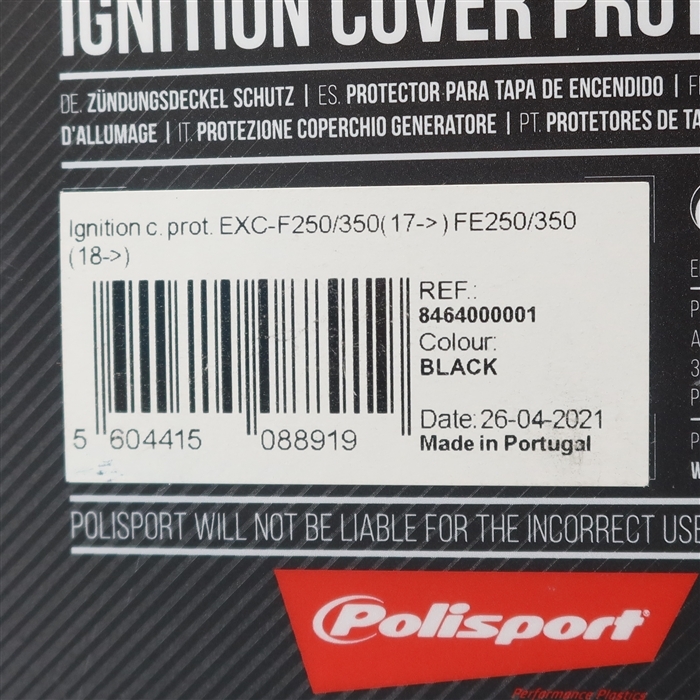 IGNITION COVER
DE. ZÜNDUNGSDECKEL SCHUTZ | ES. PROTECTOR PARA TAPA DE ENCENDIDO |
D'ALLUMAGE | IT. PROTEZIONE COPERCHIO GENERATORE | PT. PROTETORES DE
Ignition c. prot. EXC-F250/350(17->) FE250/350
(18->)
REF.:
8464000001
Colour:
BLACK
Date: 26-04-2021
Made in Portugal
5 604415 088919
POLISPORT WILL NOT BE LIABLE FOR THE INCORRECT USE
Polisport
Performance Plastics